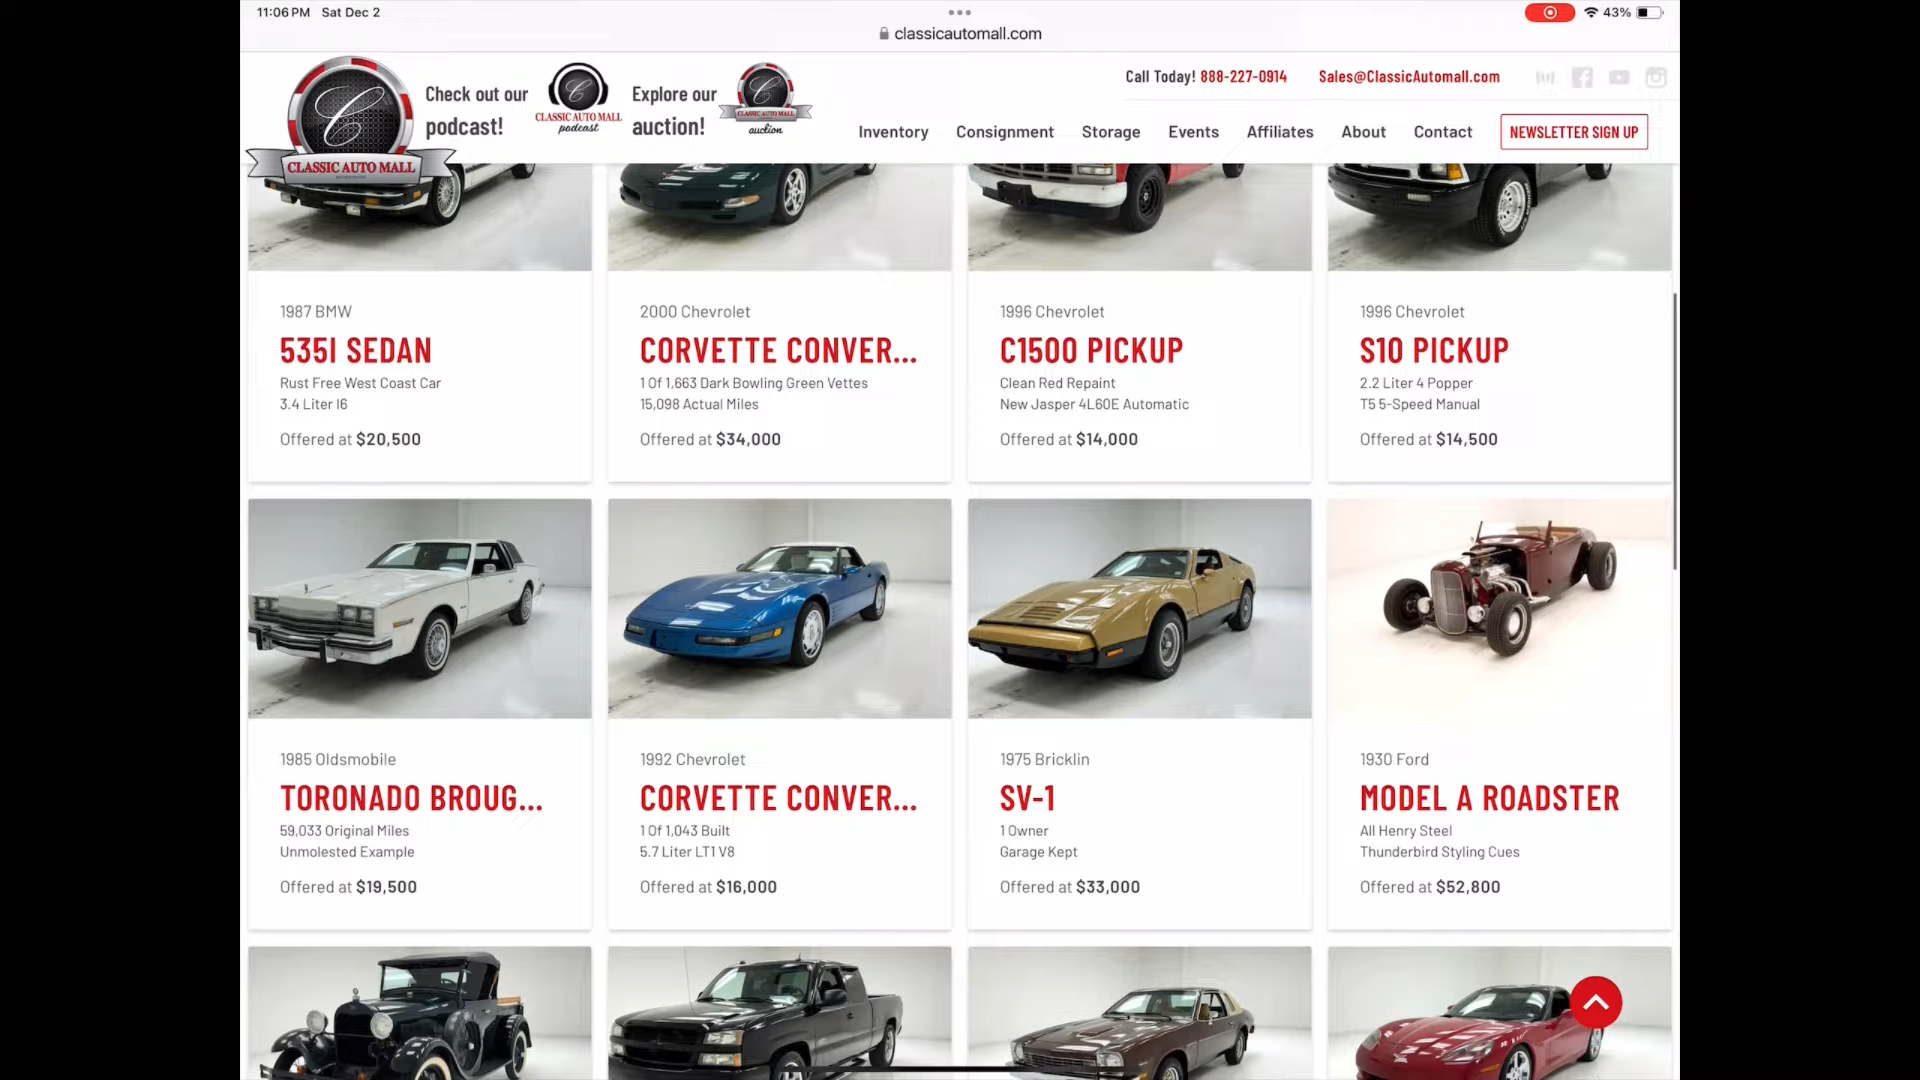 11:06 PM Sat Dec 2
43%
classicautomall.com
Call Today! 888-227-0914
Sales@ClassicAutomall.com
Check out our
podcast!
CLASSIC AUTO MALL
podcast
Explore our
auction!
CLASSIC AUTO MALL
auction
CLASSIC AUTO MALL
Inventory Consignment Storage Events Affiliates About Contact NEWSLETTER SIGN UP
1987 BMW
535I SEDAN
Rust Free West Coast Car
3.4 Liter I6
Offered at $20,500
2000 Chevrolet
CORVETTE CONVER...
1 Of 1,663 Dark Bowling Green Vettes
15,098 Actual Miles
Offered at $34,000
1996 Chevrolet
C1500 PICKUP
Clean Red Repaint
New Jasper 4L60E Automatic
Offered at $14,000
1996 Chevrolet
S10 PICKUP
2.2 Liter 4 Popper
T5 5-Speed Manual
Offered at $14,500
1985 Oldsmobile
TORONADO BROUG...
59,033 Original Miles
Unmolested Example
Offered at $19,500
1992 Chevrolet
CORVETTE CONVER...
1 Of 1,043 Built
5.7 Liter LT1 V8
Offered at $16,000
1975 Bricklin
SV-1
1 Owner
Garage Kept
Offered at $33,000
1930 Ford
MODEL A ROADSTER
All Henry Steel
Thunderbird Styling Cues
Offered at $52,800